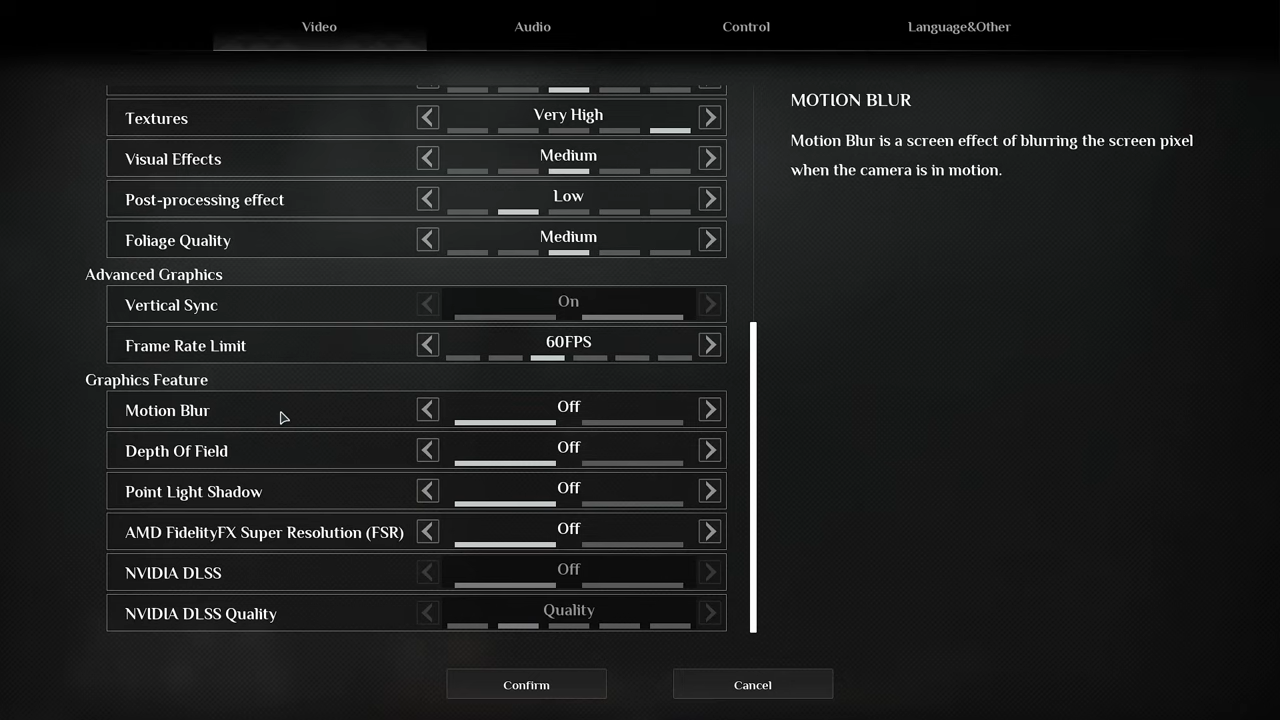 Video
Audio
Control
Language&Other
Textures
Very High
Visual Effects
Medium
Post-processing effect
Low
Foliage Quality
Medium
Advanced Graphics
Vertical Sync
On
Frame Rate Limit
60FPS
Graphics Feature
Motion Blur
Off
Depth Of Field
Off
Point Light Shadow
Off
AMD FidelityFX Super Resolution (FSR)
Off
NVIDIA DLSS
Off
NVIDIA DLSS Quality
Quality
MOTION BLUR
Motion Blur is a screen effect of blurring the screen pixel
when the camera is in motion.
Confirm
Cancel